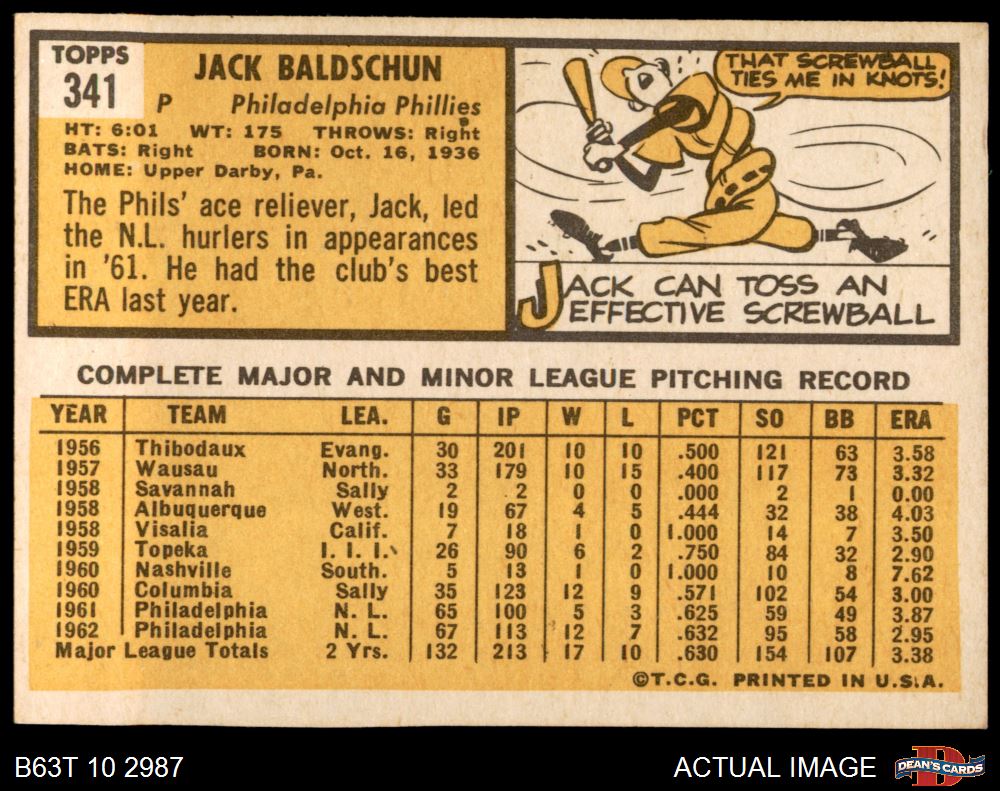 TOPPS
341
JACK BALDSCHUN
P Philadelphia Phillies
HT: 6:01 WT: 175 THROWS: Right
BATS: Right BORN: Oct. 16, 1936
HOME: Upper Darby, Pa.
The Phils' ace reliever, Jack, led
the N.L. hurlers in appearances
in '61. He had the club's best
ERA last year.
THAT SCREWBALL
TIES ME IN KNOTS!
JACK CAN TOSS AN
EFFECTIVE SCREWBALL
COMPLETE MAJOR AND MINOR LEAGUE PITCHING RECORD
YEAR TEAM LEA. G IP W L PCT SO BB ERA
1956 Thibodaux Evang. 30 201 10 10 .500 121 63 3.58
1957 Wausau North. 33 179 10 15 .400 117 73 3.32
1958 Savannah Sally 2 2 0 0 .000 2 1 0.00
1958 Albuquerque West. 19 67 4 5 .444 32 38 4.03
1958 Visalia Calif. 7 18 1 0 1.000 14 7 3.50
1959 Topeka I. I. I. 26 90 6 2 .750 84 32 2.90
1960 Nashville South. 5 13 1 0 1.000 10 8 7.62
1960 Columbia Sally 35 123 12 9 .571 102 54 3.00
1961 Philadelphia N. L. 65 100 5 3 .625 59 49 3.87
1962 Philadelphia N. L. 67 113 12 7 .632 95 58 2.95
Major League Totals 2 Yrs. 132 213 17 10 .630 154 107 3.38
©T.C.G. PRINTED IN U.S.A.
B63T 10 2987
ACTUAL IMAGE
D
DEAN'S CARDS